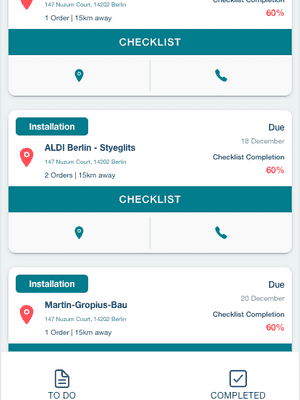 Checklist Completion
147 Nuzum Court, 14202 Berlin
60%
1 Order | 15km away
CHECKLIST
Installation
Due
18 December
ALDI Berlin - Styeglits
147 Nuzum Court, 14202 Berlin
Checklist Completion
2 Orders | 15km away
60%
CHECKLIST
Installation
Due
20 December
Martin-Gropius-Bau
147 Nuzum Court, 14202 Berlin
Checklist Completion
1 Order | 15km away
60%
TO DO
COMPLETED